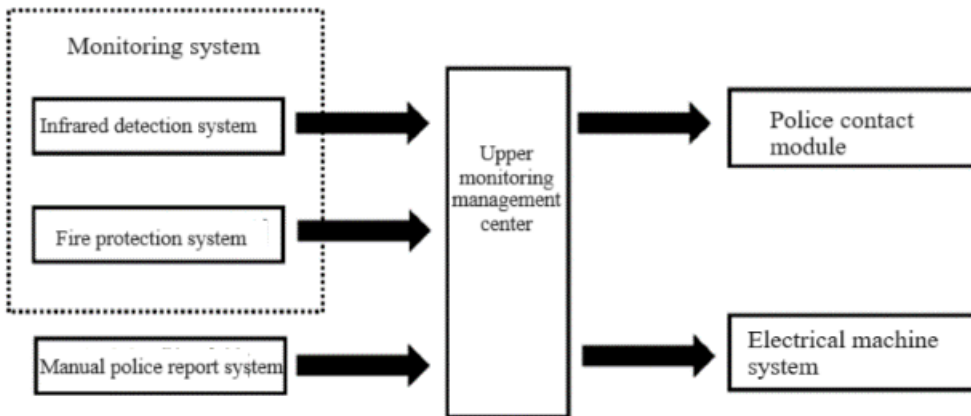 Monitoring system
Infrared detection system
Fire protection system
Manual police report system
Upper
monitoring
management
center
Police contact
module
Electrical machine
system